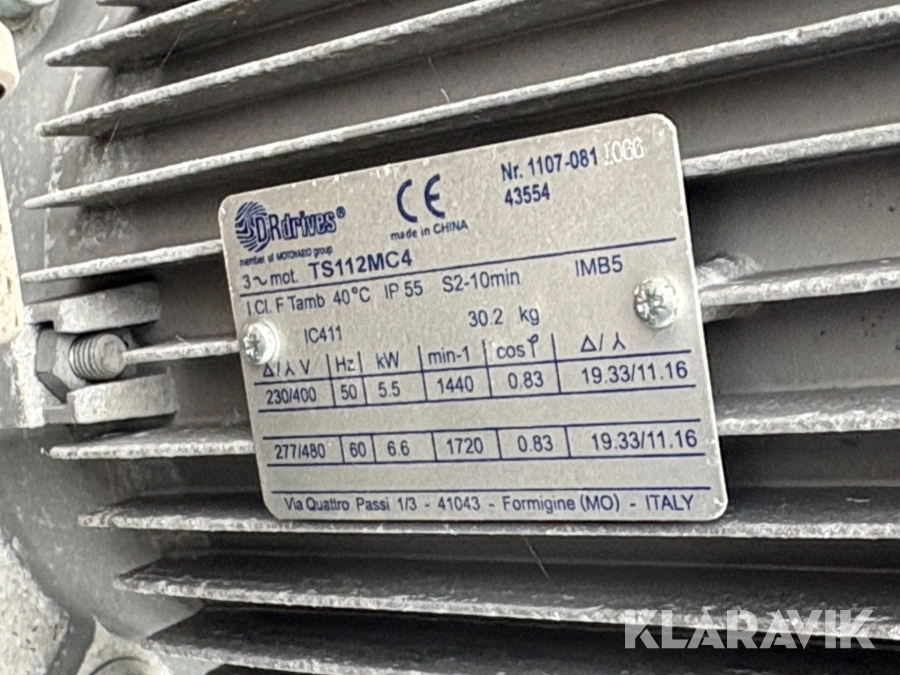 DRdrives®
member of MOTOVARIO group
CE
made in CHINA
Nr. 1107-081 1066
43554
3~mot. TS112MC4
I.Cl. F Tamb 40°C IP 55 S2-10min IMB5
IC411 30.2 kg
Δ/⅄ V Hz kW min-1 cosφ Δ/⅄
230/400 50 5.5 1440 0.83 19.33/11.16
277/480 60 6.6 1720 0.83 19.33/11.16
Via Quattro Passi 1/3 - 41043 - Formigine (MO) - ITALY
KLARAVIK